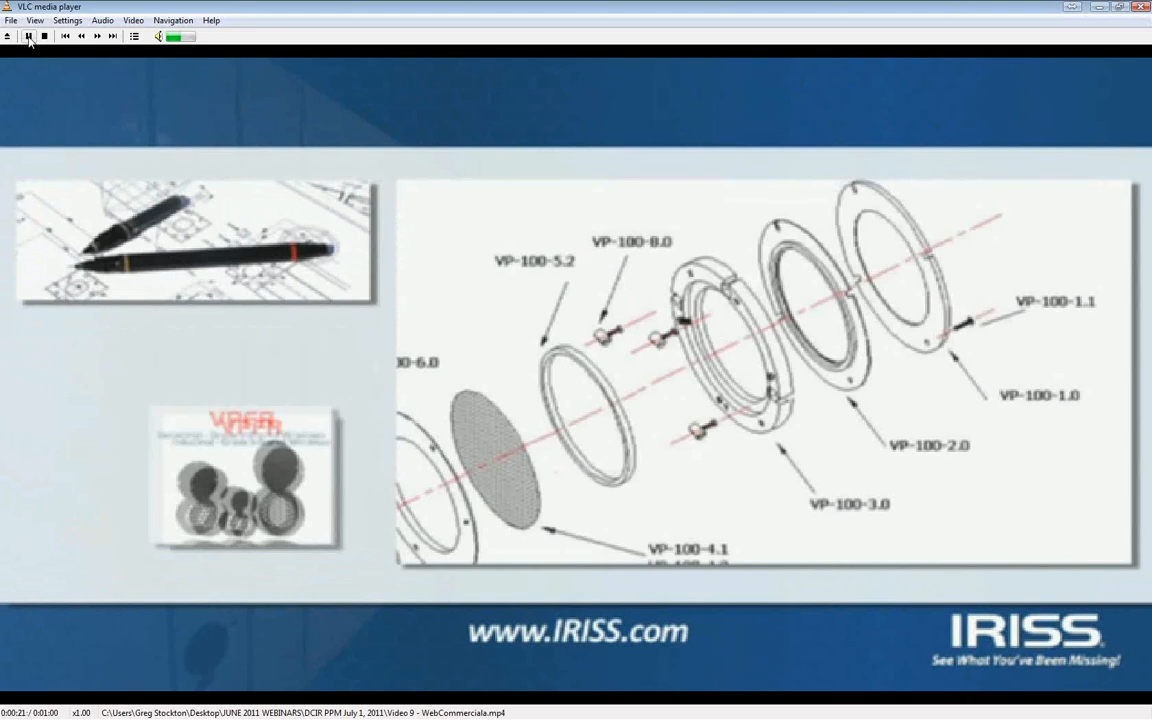 VLC media player
File View Settings Audio Video Navigation Help
VP-100-8.0
VP-100-5.2
VP-100-1.1
00-6.0
VP-100-1.0
VP-100-2.0
VP-100-3.0
VP-100-4.1
www.IRISS.com
IRISS
See What You've Been Missing!
0:00:21 / 0:01:00 x1.00 C:\Users\Greg Stockton\Desktop\JUNE 2011 WEBINARS\DCIR PPM July 1, 2011\Video 9 - WebCommerciala.mp4